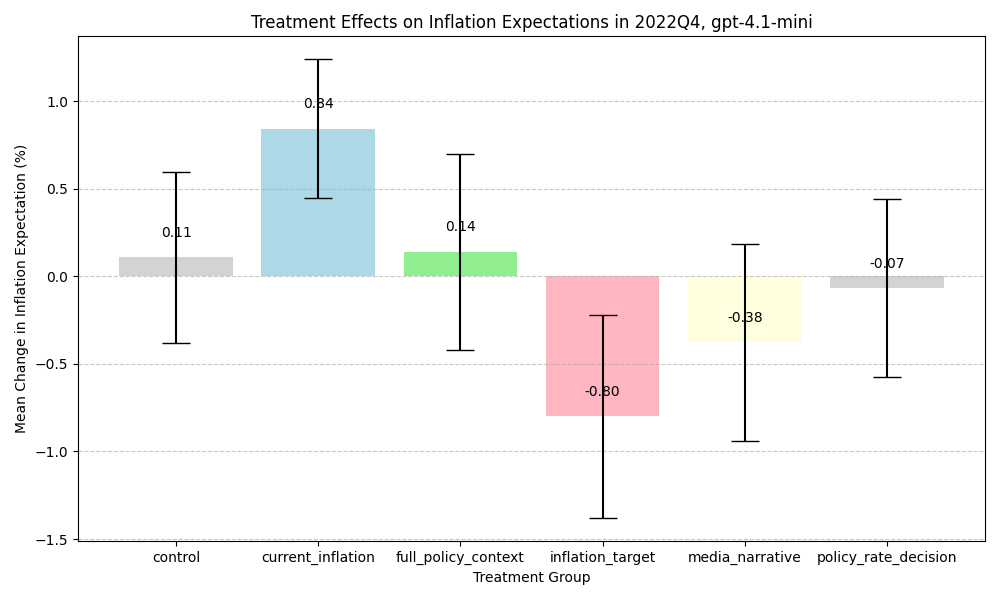 Treatment Effects on Inflation Expectations in 2022Q4, gpt-4.1-mini
Mean Change in Inflation Expectation (%)
1.0
0.5
0.0
−0.5
−1.0
−1.5
0.11
0.84
0.14
-0.80
-0.38
-0.07
control
current_inflation
full_policy_context
inflation_target
media_narrative
policy_rate_decision
Treatment Group